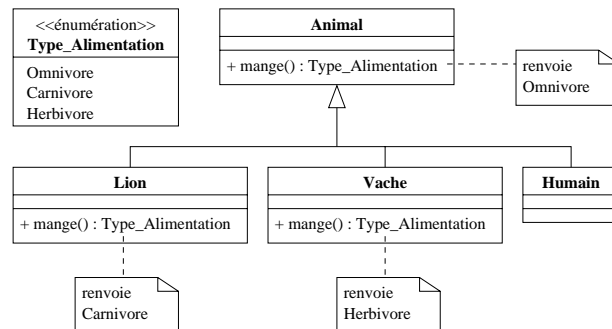 <<énumération>>
Type_Alimentation
Omnivore
Carnivore
Herbivore
Animal
+ mange() : Type_Alimentation
renvoie
Omnivore
Lion
+ mange() : Type_Alimentation
renvoie
Carnivore
Vache
+ mange() : Type_Alimentation
renvoie
Herbivore
Humain